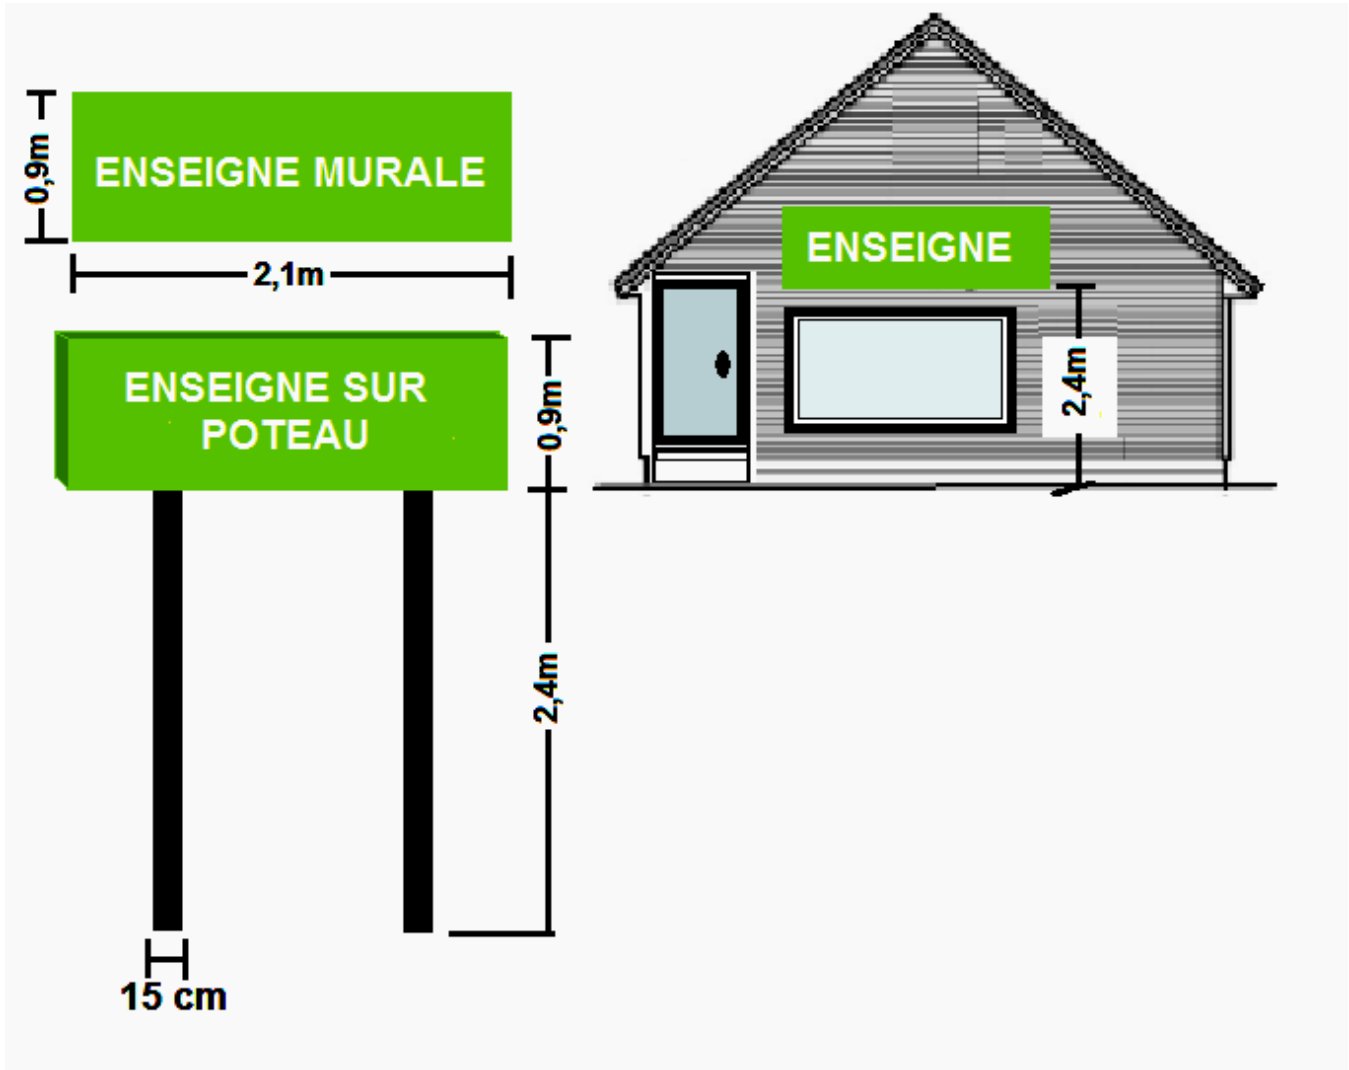 0,9m
ENSEIGNE MURALE
2,1m
ENSEIGNE SUR
POTEAU
0,9m
2,4m
15 cm
ENSEIGNE
2,4m